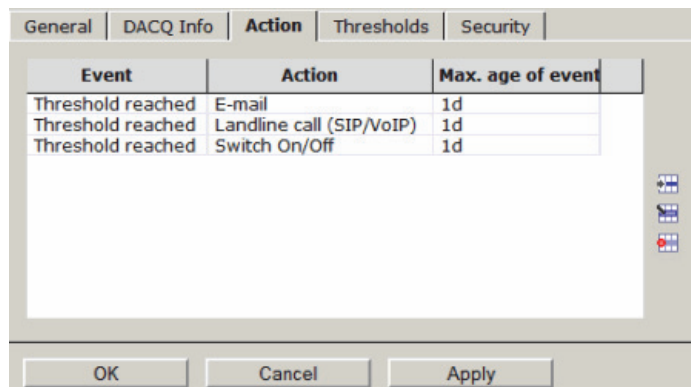 General DACQ Info Action Thresholds Security
Event Action Max. age of event
Threshold reached E-mail 1d
Threshold reached Landline call (SIP/VoIP) 1d
Threshold reached Switch On/Off 1d
OK Cancel Apply